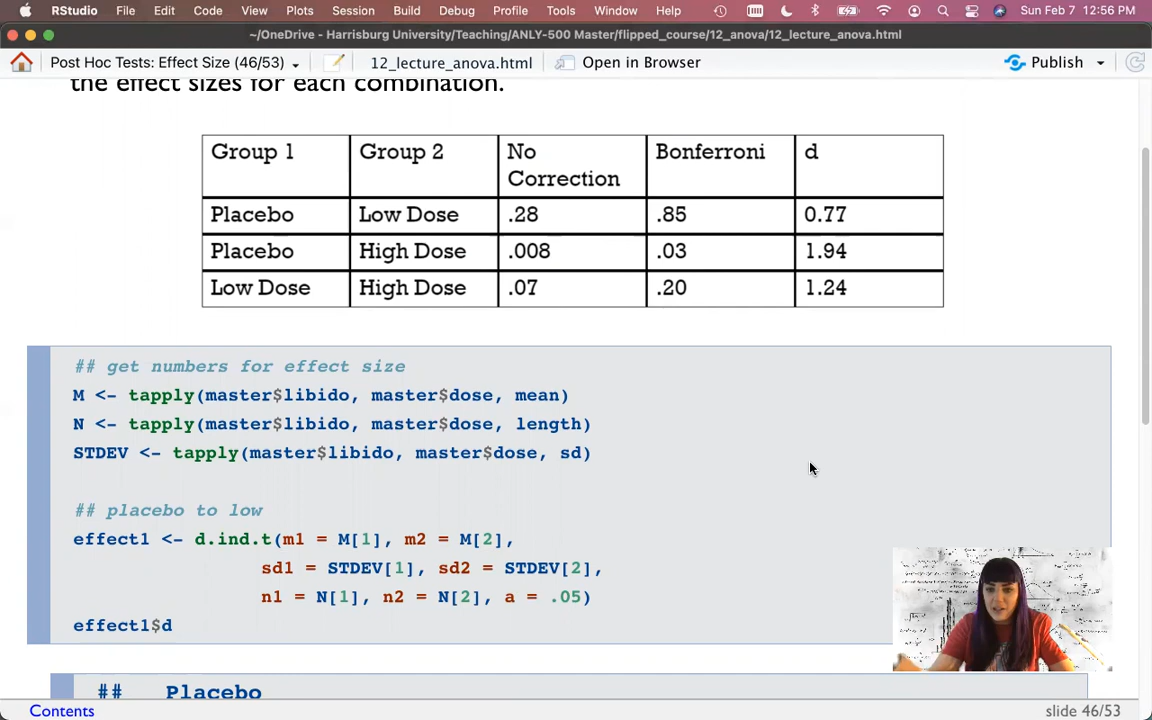 RStudio File Edit Code View Plots Session Build Debug Profile Tools Window Help Sun Feb 7 12:56 PM
~/OneDrive - Harrisburg University/Teaching/ANLY-500 Master/flipped_course/12_anova/12_lecture_anova.html
Post Hoc Tests: Effect Size (46/53) 12_lecture_anova.html Open in Browser Publish
the effect sizes for each combination.
Group 1 Group 2 No Correction Bonferroni d
Placebo Low Dose .28 .85 0.77
Placebo High Dose .008 .03 1.94
Low Dose High Dose .07 .20 1.24
## get numbers for effect size
M <- tapply(master$libido, master$dose, mean)
N <- tapply(master$libido, master$dose, length)
STDEV <- tapply(master$libido, master$dose, sd)
## placebo to low
effect1 <- d.ind.t(m1 = M[1], m2 = M[2],
sd1 = STDEV[1], sd2 = STDEV[2],
n1 = N[1], n2 = N[2], a = .05)
effect1$d
## Placebo
Contents slide 46/53